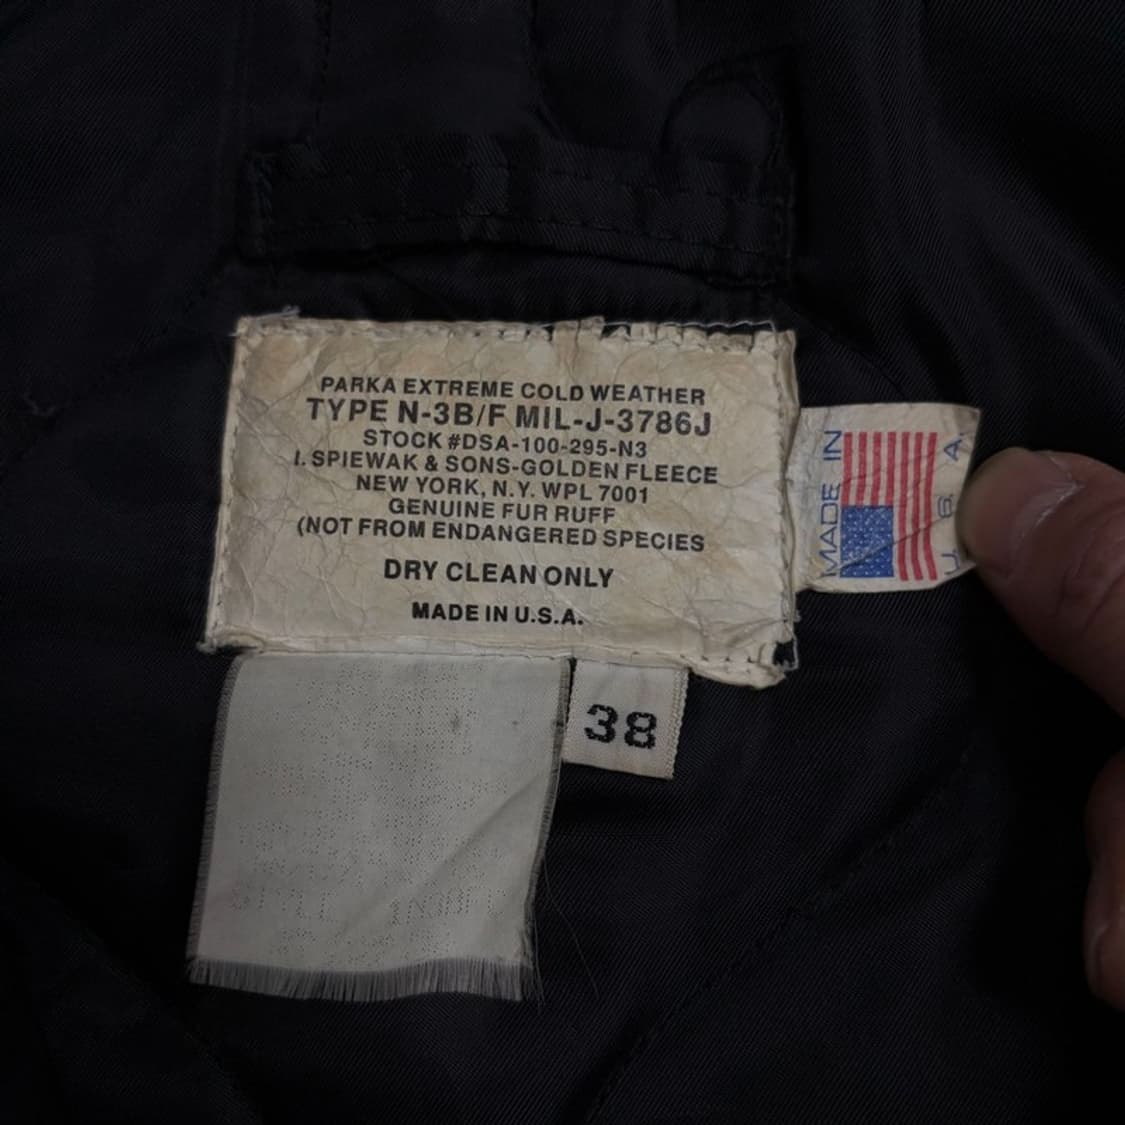 PARKA EXTREME COLD WEATHER
TYPE N-3B/F MIL-J-3786J
STOCK #DSA-100-295-N3
I. SPIEWAK & SONS-GOLDEN FLEECE
NEW YORK, N.Y. WPL 7001
GENUINE FUR RUFF
(NOT FROM ENDANGERED SPECIES
DRY CLEAN ONLY
MADE IN U.S.A.
MADE IN
U. S. A.
38
STYLE